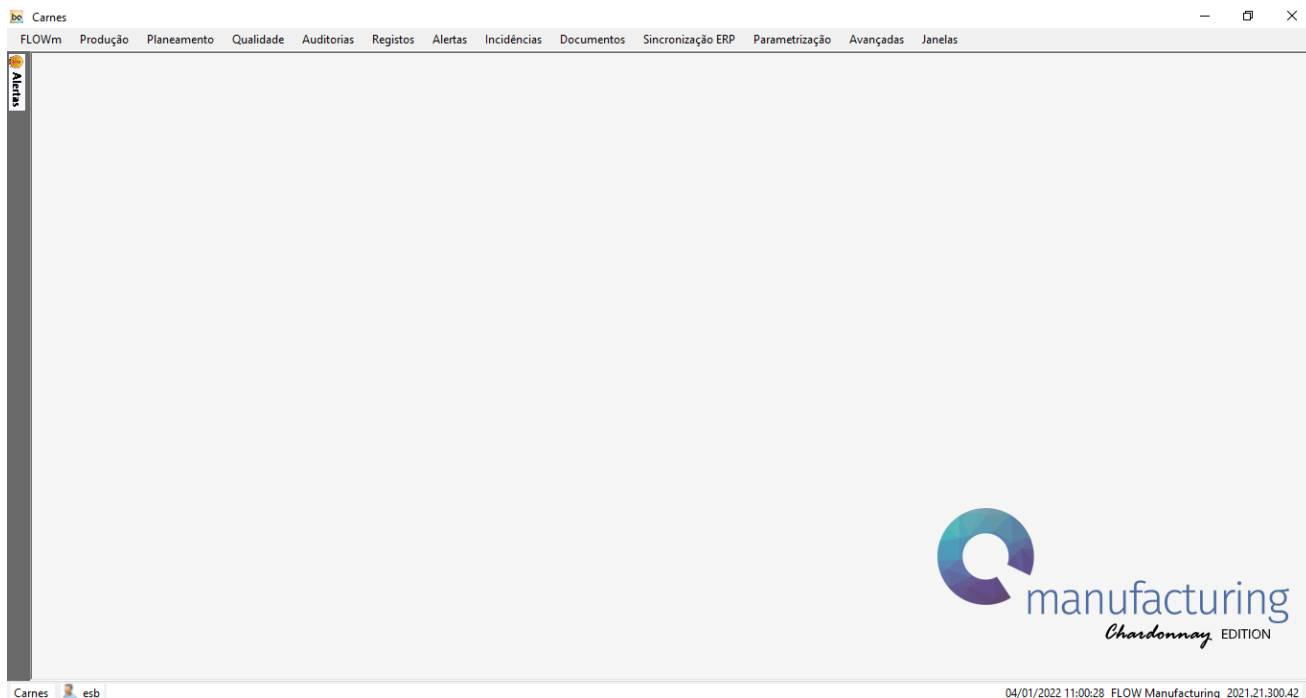 be Carnes
FLOWm Produção Planeamento Qualidade Auditorias Registos Alertas Incidências Documentos Sincronização ERP Parametrização Avançadas Janelas
Alertas
manufacturing
Chardonnay EDITION
Carnes esb 04/01/2022 11:00:28 FLOW Manufacturing 2021.21.300.42